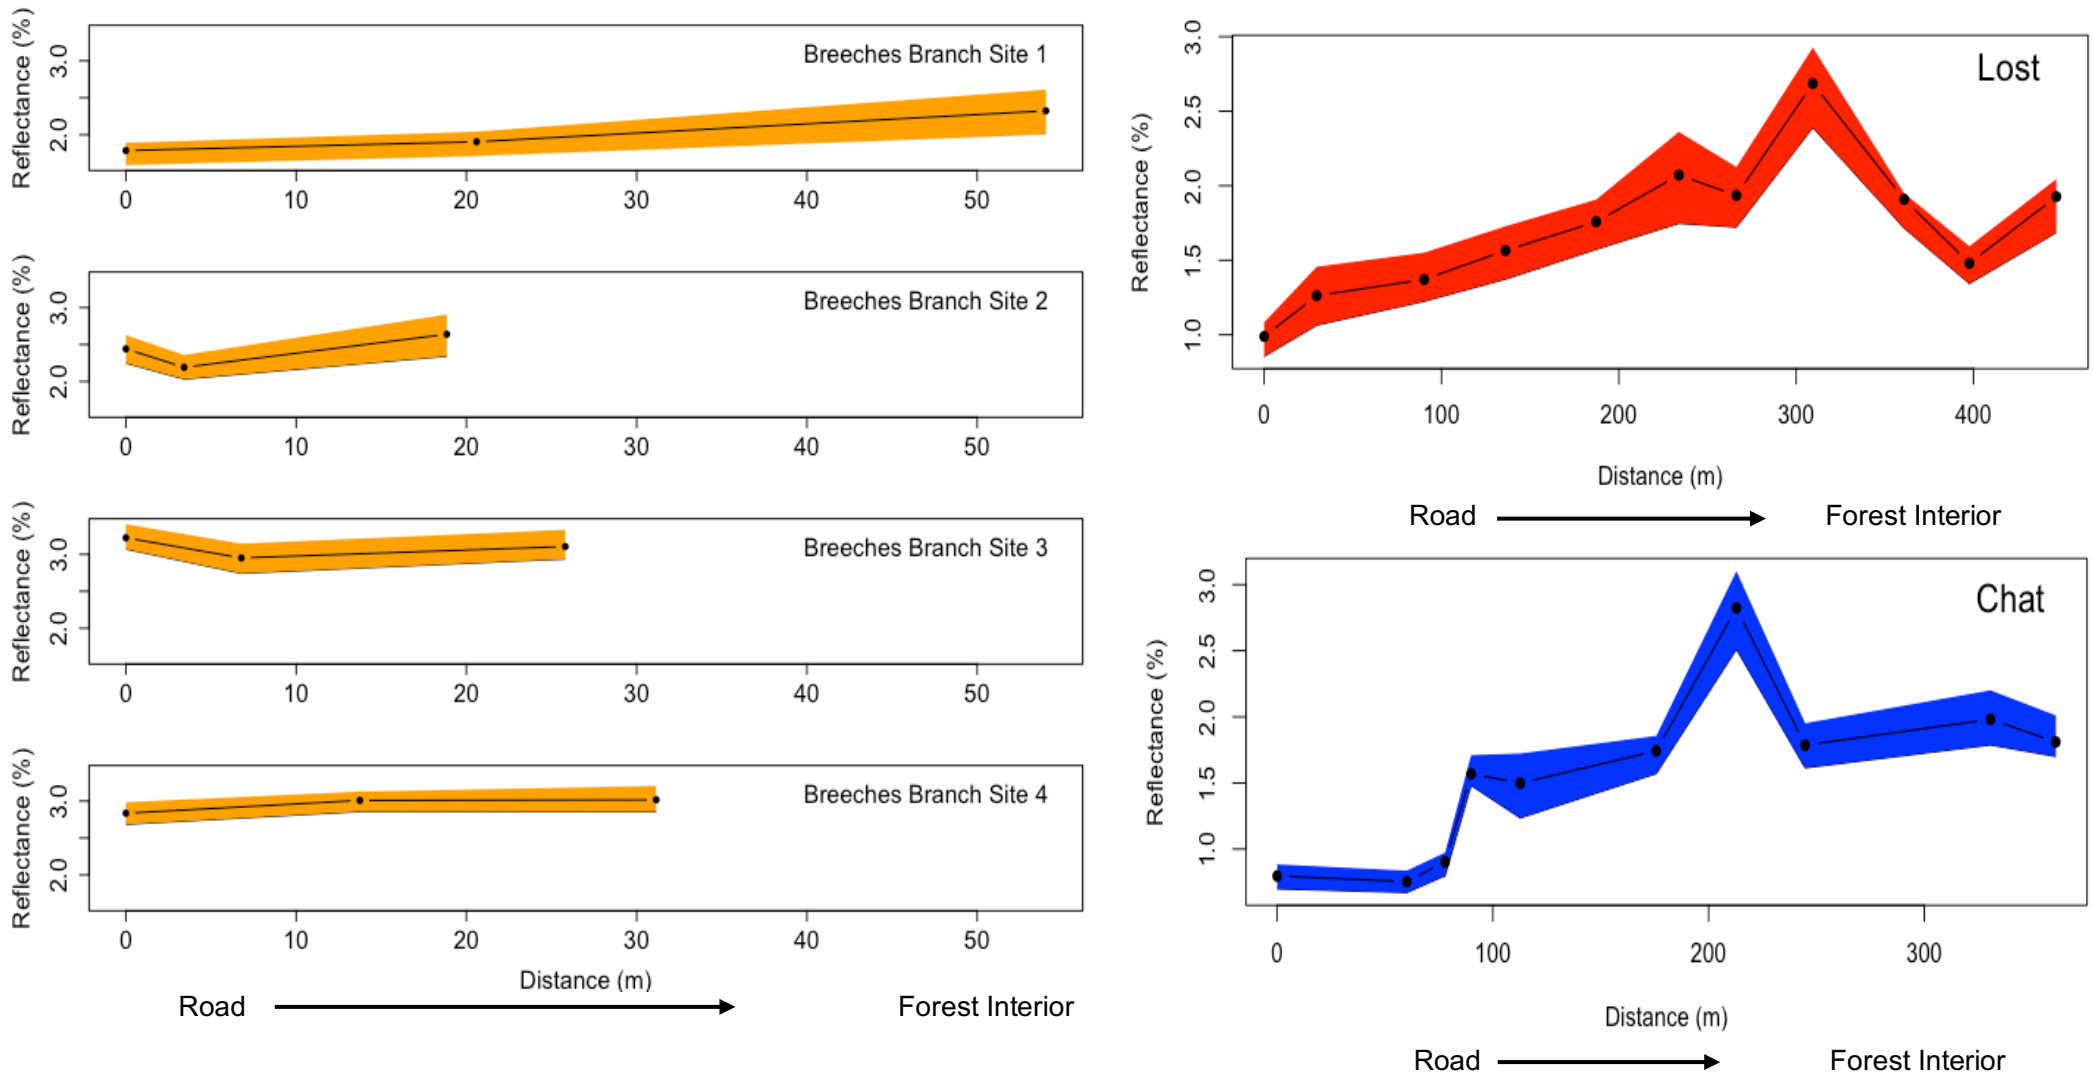 Breeches Branch Site 1
Reflectance (%)
3.0
2.0
0 10 20 30 40 50
Breeches Branch Site 2
Reflectance (%)
3.0
2.0
0 10 20 30 40 50
Breeches Branch Site 3
Reflectance (%)
3.0
2.0
0 10 20 30 40 50
Breeches Branch Site 4
Reflectance (%)
3.0
2.0
0 10 20 30 40 50
Distance (m)
Road Forest Interior
Lost
Reflectance (%)
3.0
2.5
2.0
1.5
1.0
0 100 200 300 400
Distance (m)
Road Forest Interior
Chat
Reflectance (%)
3.0
2.5
2.0
1.5
1.0
0 100 200 300
Distance (m)
Road Forest Interior